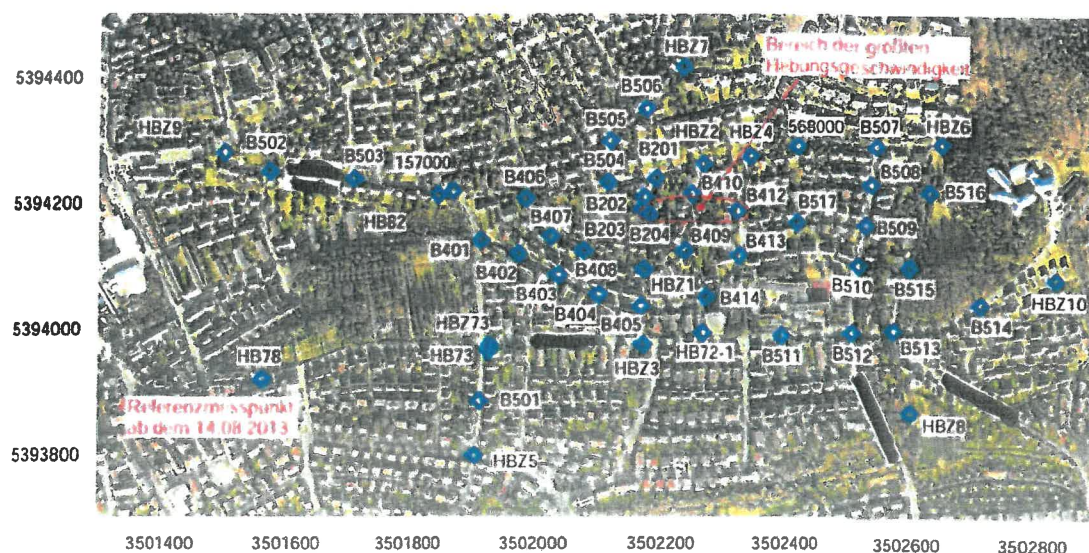 5394400
5394200
5394000
5393800
HBZ7
Bereich der größten
Hebungsgeschwindigkeit
B506
B505
HBZ2
HBZ4
568000
B507
HBZ6
HBZ9
B502
B503
157000
B504
B201
B406
B410
B412
B508
B516
HB82
B407
B202
B517
B203
B204
B409
B413
B509
B401
B402
B408
HBZ1
B510
B515
HBZ10
B403
B404
B405
B414
B514
HB773
HB73
HB78
HBZ3
HB72-1
B511
B512
B513
Referenzmesspunkt
ab dem 14.08.2013
B501
HBZ8
HBZ5
3501400
3501600
3501800
3502000
3502200
3502400
3502600
3502800